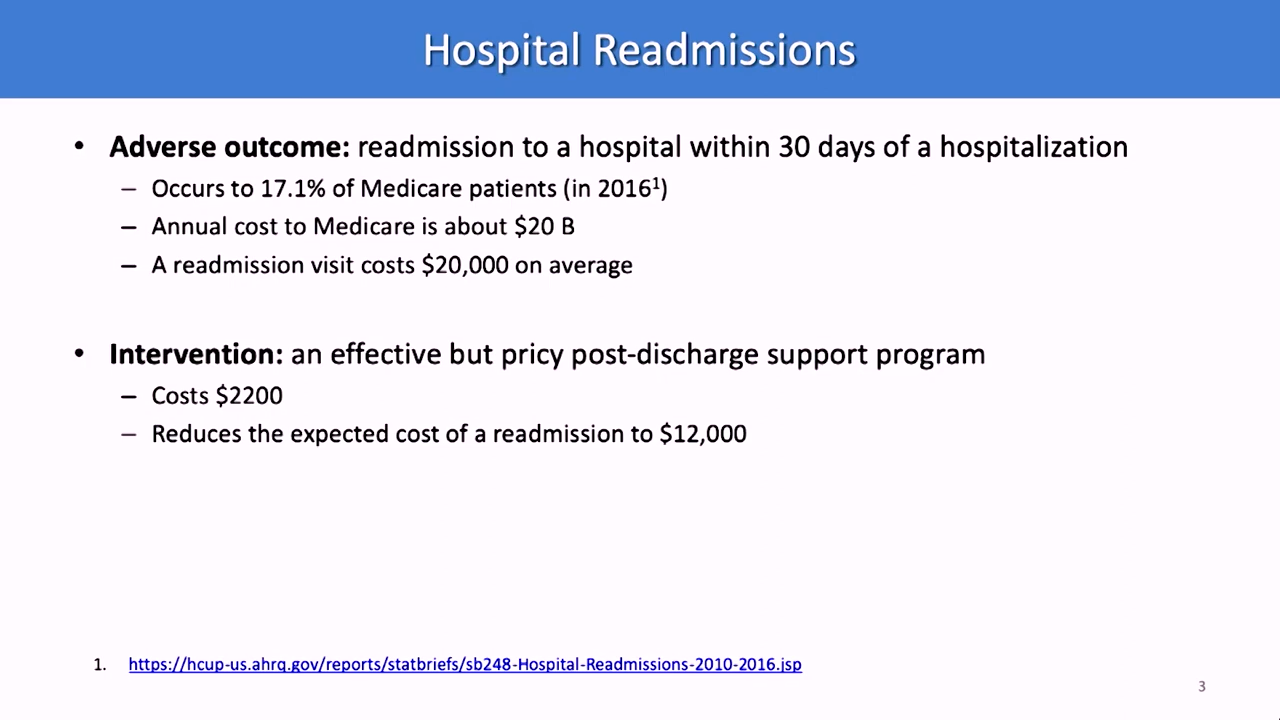 Hospital Readmissions
• Adverse outcome: readmission to a hospital within 30 days of a hospitalization
– Occurs to 17.1% of Medicare patients (in 2016¹)
– Annual cost to Medicare is about $20 B
– A readmission visit costs $20,000 on average
• Intervention: an effective but pricy post-discharge support program
– Costs $2200
– Reduces the expected cost of a readmission to $12,000
1. https://hcup-us.ahrq.gov/reports/statbriefs/sb248-Hospital-Readmissions-2010-2016.jsp
3